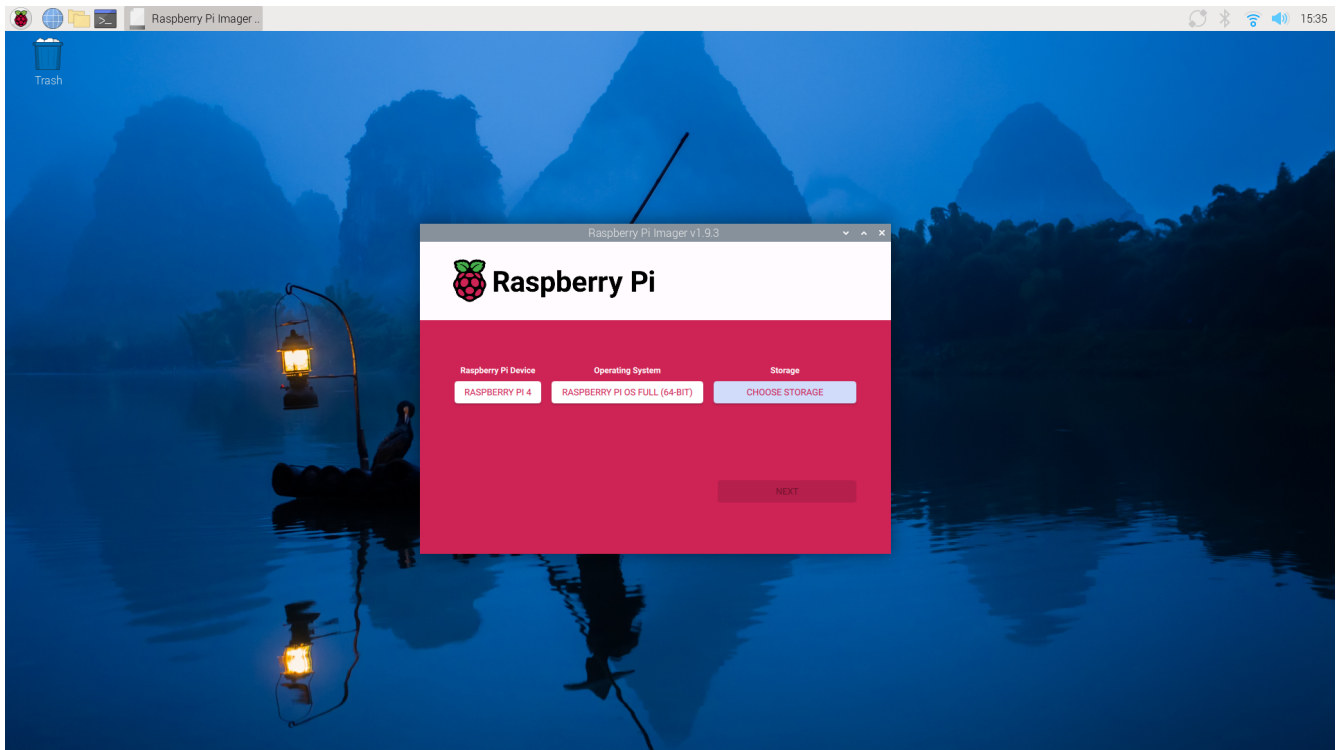 Raspberry Pi Imager ..
15:35
Trash
Raspberry Pi Imager v1.9.3
Raspberry Pi
Raspberry Pi Device Operating System Storage
RASPBERRY PI 4 RASPBERRY PI OS FULL (64-BIT) CHOOSE STORAGE
NEXT